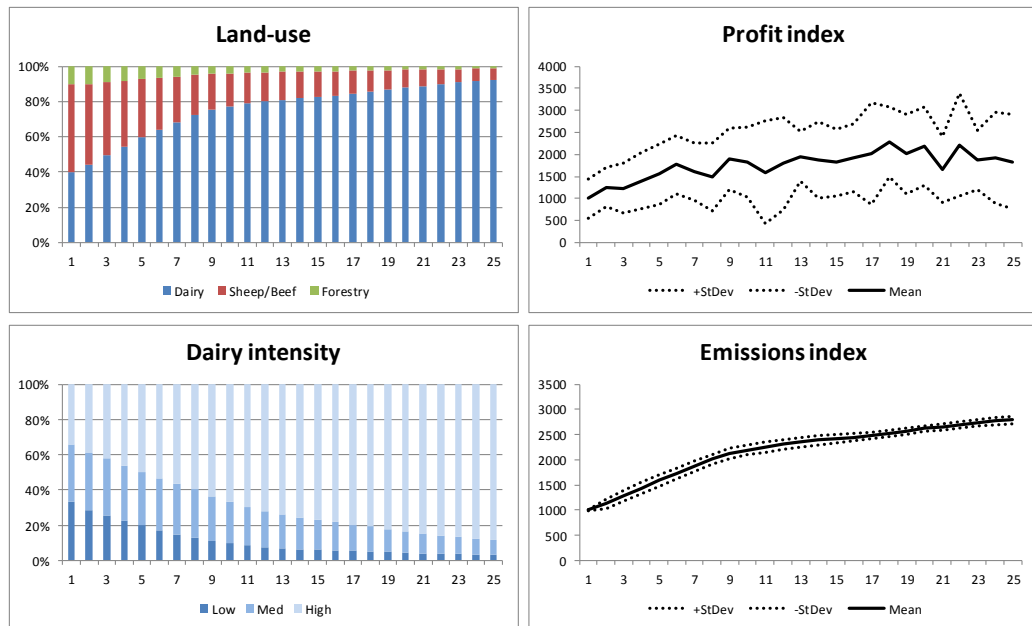 Land-use
100%
80%
60%
40%
20%
0%
1 3 5 7 9 11 13 15 17 19 21 23 25
Dairy Sheep/Beef Forestry
Profit index
4000
3500
3000
2500
2000
1500
1000
500
0
1 3 5 7 9 11 13 15 17 19 21 23 25
+StDev -StDev Mean
Dairy intensity
100%
80%
60%
40%
20%
0%
1 3 5 7 9 11 13 15 17 19 21 23 25
Low Med High
Emissions index
3500
3000
2500
2000
1500
1000
500
0
1 3 5 7 9 11 13 15 17 19 21 23 25
+StDev -StDev Mean